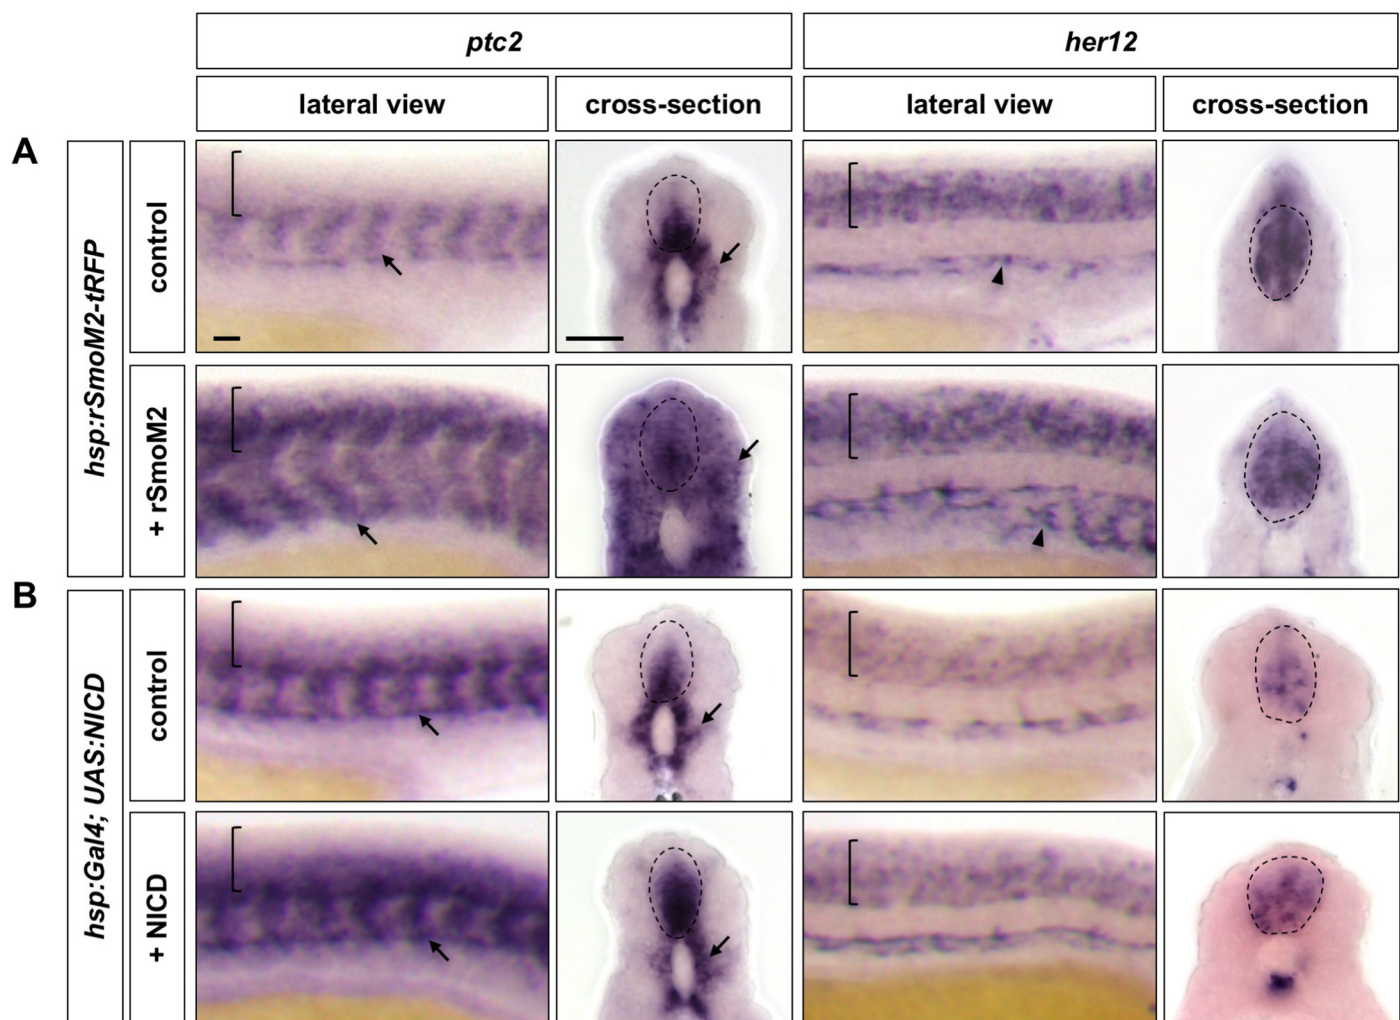 ptc2
her12
lateral view
cross-section
lateral view
cross-section
A
hsp:rSmoM2-tRFP
control
+ rSmoM2
B
hsp:Gal4; UAS:NICD
control
+ NICD